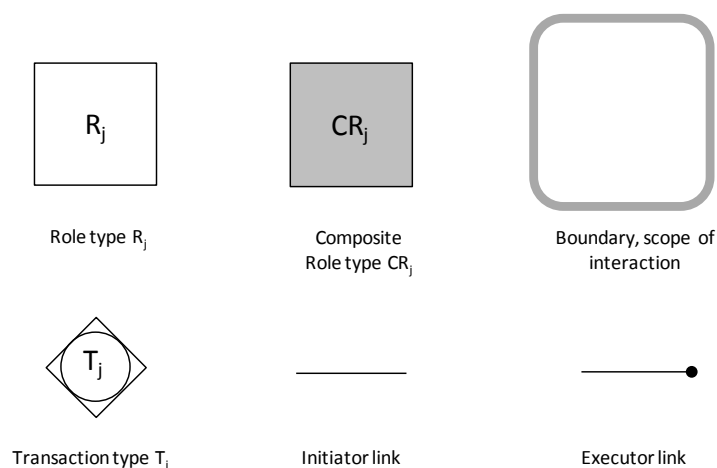 Rj
CRj
Role type Rj
Composite
Role type CRj
Boundary, scope of
interaction
Tj
Transaction type Tj
Initiator link
Executor link